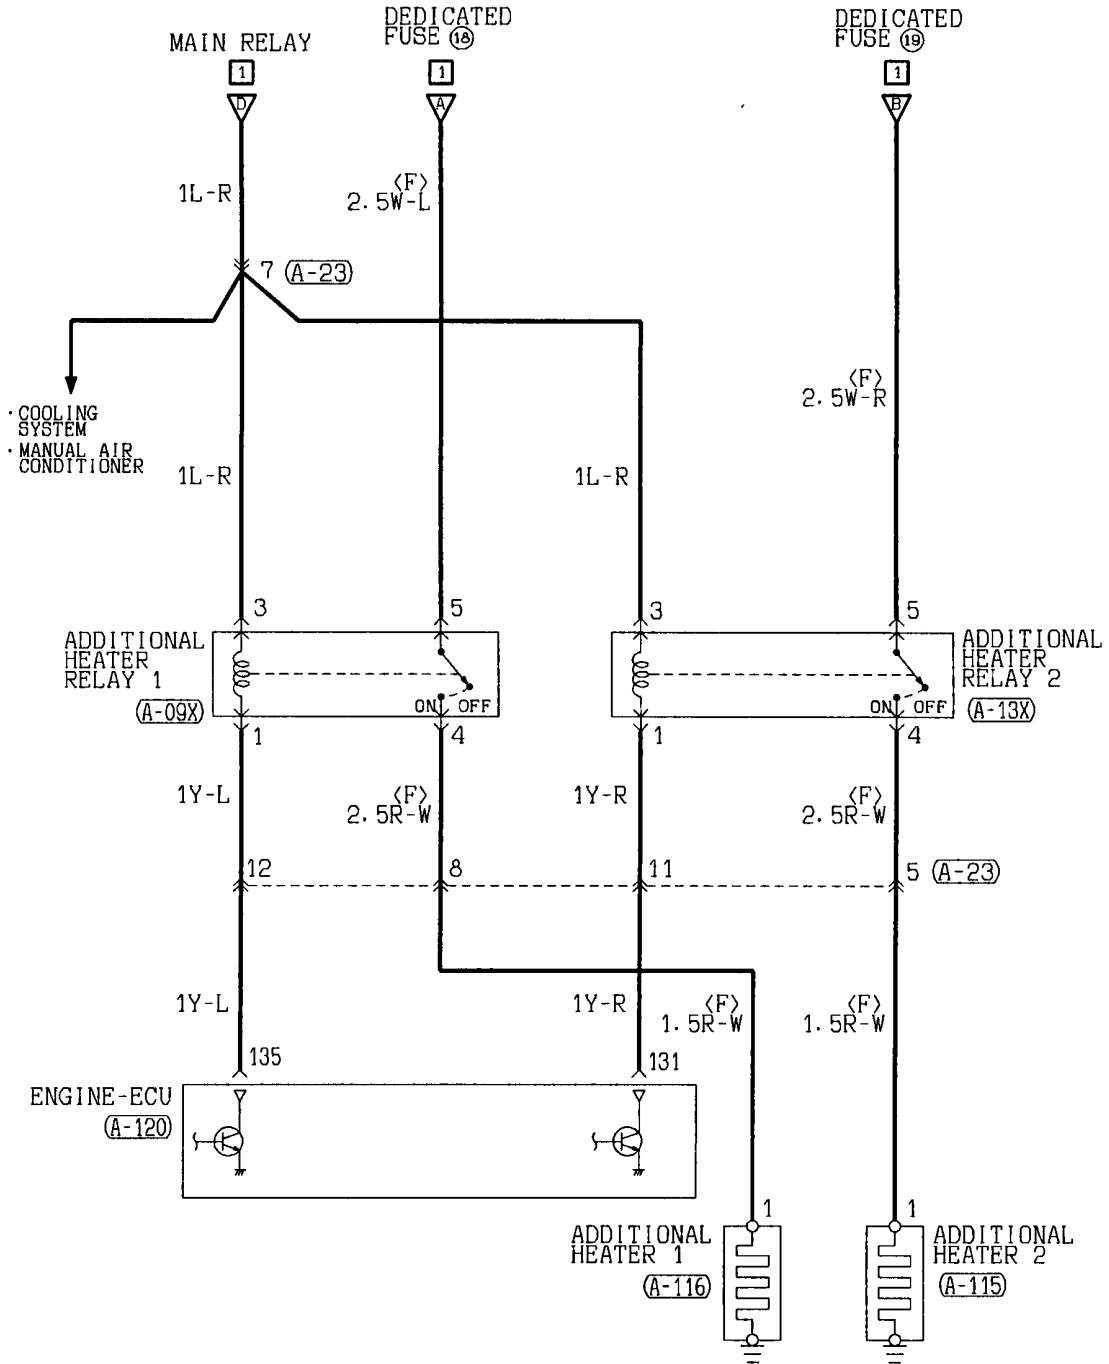 MAIN RELAY
DEDICATED
FUSE ⑱
DEDICATED
FUSE ⑲
1
1
1
D
A
B
1L-R
<F>
2.5W-L
7 A-23
<F>
2.5W-R
· COOLING
SYSTEM
· MANUAL AIR
CONDITIONER
1L-R
1L-R
3
5
3
5
ADDITIONAL
HEATER
RELAY 1
A-09X
ON OFF
ON OFF
ADDITIONAL
HEATER
RELAY 2
A-13X
1
4
1
4
1Y-L
<F>
2.5R-W
1Y-R
<F>
2.5R-W
12
8
11
5 A-23
1Y-L
1Y-R
<F>
1.5R-W
<F>
1.5R-W
135
131
ENGINE-ECU
A-120
1
1
ADDITIONAL
HEATER 1
A-116
ADDITIONAL
HEATER 2
A-115